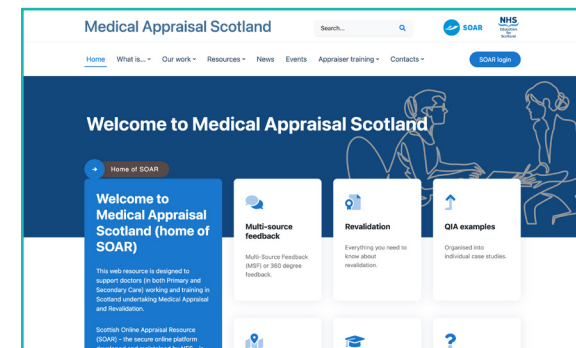 Medical Appraisal Scotland
Search...
SOAR
NHS
Education
for
Scotland
Home What is... Our work Resources News Events Appraiser training Contacts
SOAR login
Welcome to Medical Appraisal Scotland
Home of SOAR
Welcome to
Medical Appraisal
Scotland (home of
SOAR)
This web resource is designed to
support doctors (in both Primary and
Secondary Care) working and training in
Scotland undertaking Medical Appraisal
and Revalidation.
Scottish Online Appraisal Resource
(SOAR) - the secure online platform
Multi-source
feedback
Multi-Source Feedback
(MSF) or 360 degree
feedback.
Revalidation
Everything you need to
know about
revalidation.
QIA examples
Organised into
individual case studies.